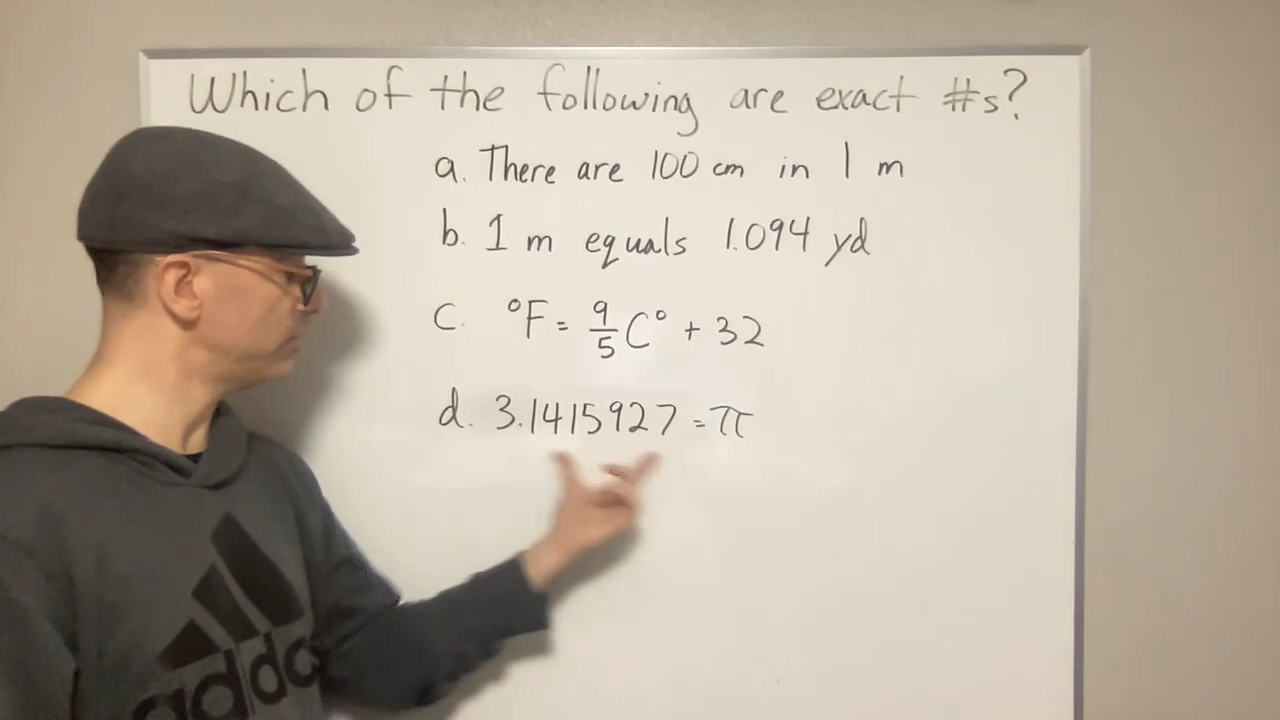 Which of the following are exact #s?
a. There are 100 cm in 1 m
b. 1 m equals 1.094 yd
c. °F = 9/5 C° + 32
d. 3.1415927 = π
adidas